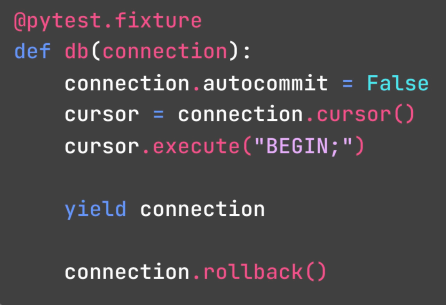 @pytest.fixture
def db(connection):
    connection.autocommit = False
    cursor = connection.cursor()
    cursor.execute("BEGIN;")

    yield connection

    connection.rollback()